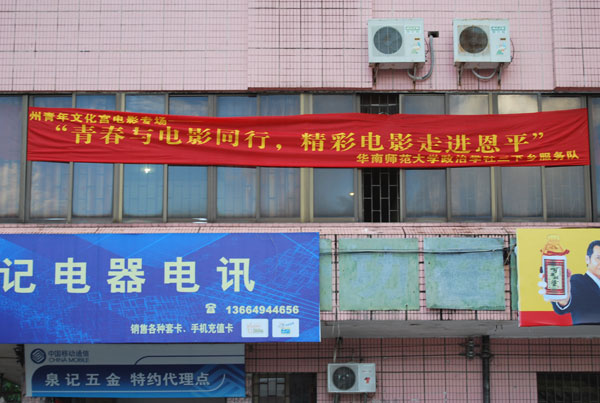 州青年文化宫电影专场
“青春与电影同行，精彩电影走进恩平”
华南师范大学政治学社三下乡服务队
记电器电讯
☎ 13664944656
销售各种套卡、手机充值卡
中国移动通信
CHINA MOBILE
泉记五金 特约代理点